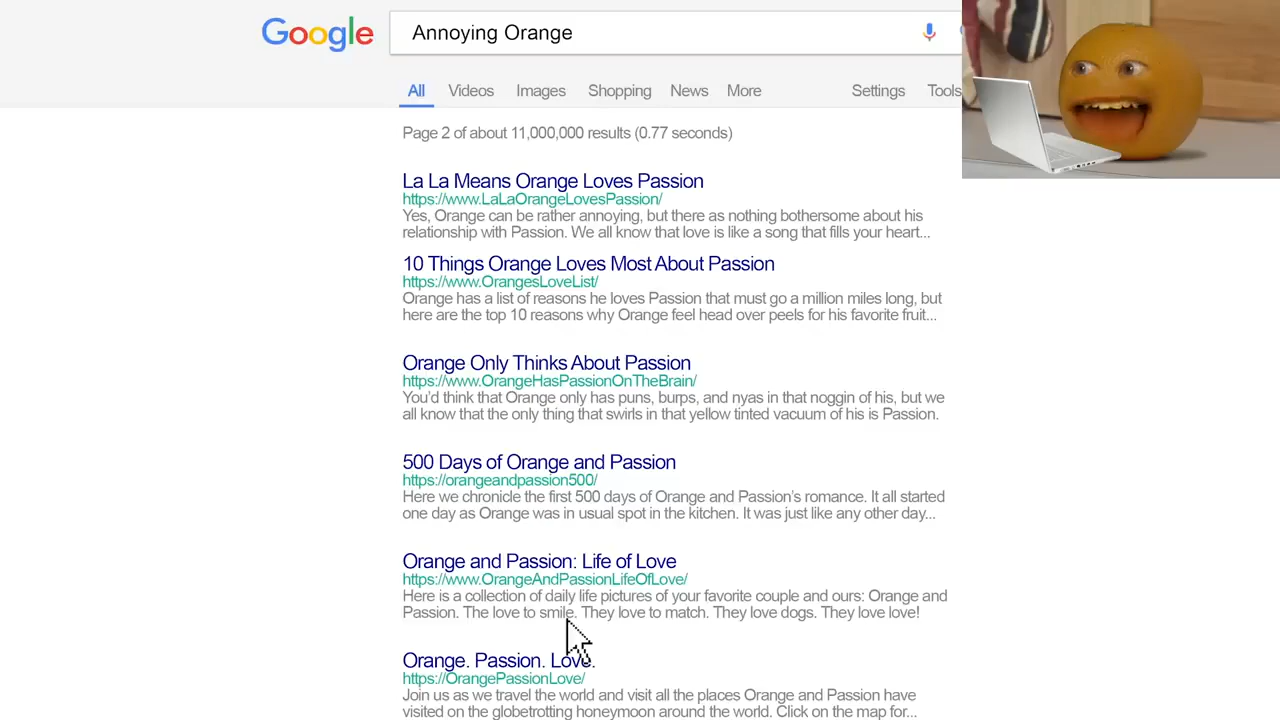 Google
Annoying Orange
All Videos Images Shopping News More Settings Tools
Page 2 of about 11,000,000 results (0.77 seconds)
La La Means Orange Loves Passion
https://www.LaLaOrangeLovesPassion/
Yes, Orange can be rather annoying, but there as nothing bothersome about his
relationship with Passion. We all know that love is like a song that fills your heart...
10 Things Orange Loves Most About Passion
https://www.OrangesLoveList/
Orange has a list of reasons he loves Passion that must go a million miles long, but
here are the top 10 reasons why Orange feel head over peels for his favorite fruit...
Orange Only Thinks About Passion
https://www.OrangeHasPassionOnTheBrain/
You'd think that Orange only has puns, burps, and nyas in that noggin of his, but we
all know that the only thing that swirls in that yellow tinted vacuum of his is Passion.
500 Days of Orange and Passion
https://orangeandpassion500/
Here we chronicle the first 500 days of Orange and Passion's romance. It all started
one day as Orange was in usual spot in the kitchen. It was just like any other day...
Orange and Passion: Life of Love
https://www.OrangeAndPassionLifeOfLove/
Here is a collection of daily life pictures of your favorite couple and ours: Orange and
Passion. The love to smile. They love to match. They love dogs. They love love!
Orange. Passion. Love.
https://OrangePassionLove/
Join us as we travel the world and visit all the places Orange and Passion have
visited on the globetrotting honeymoon around the world. Click on the map for...